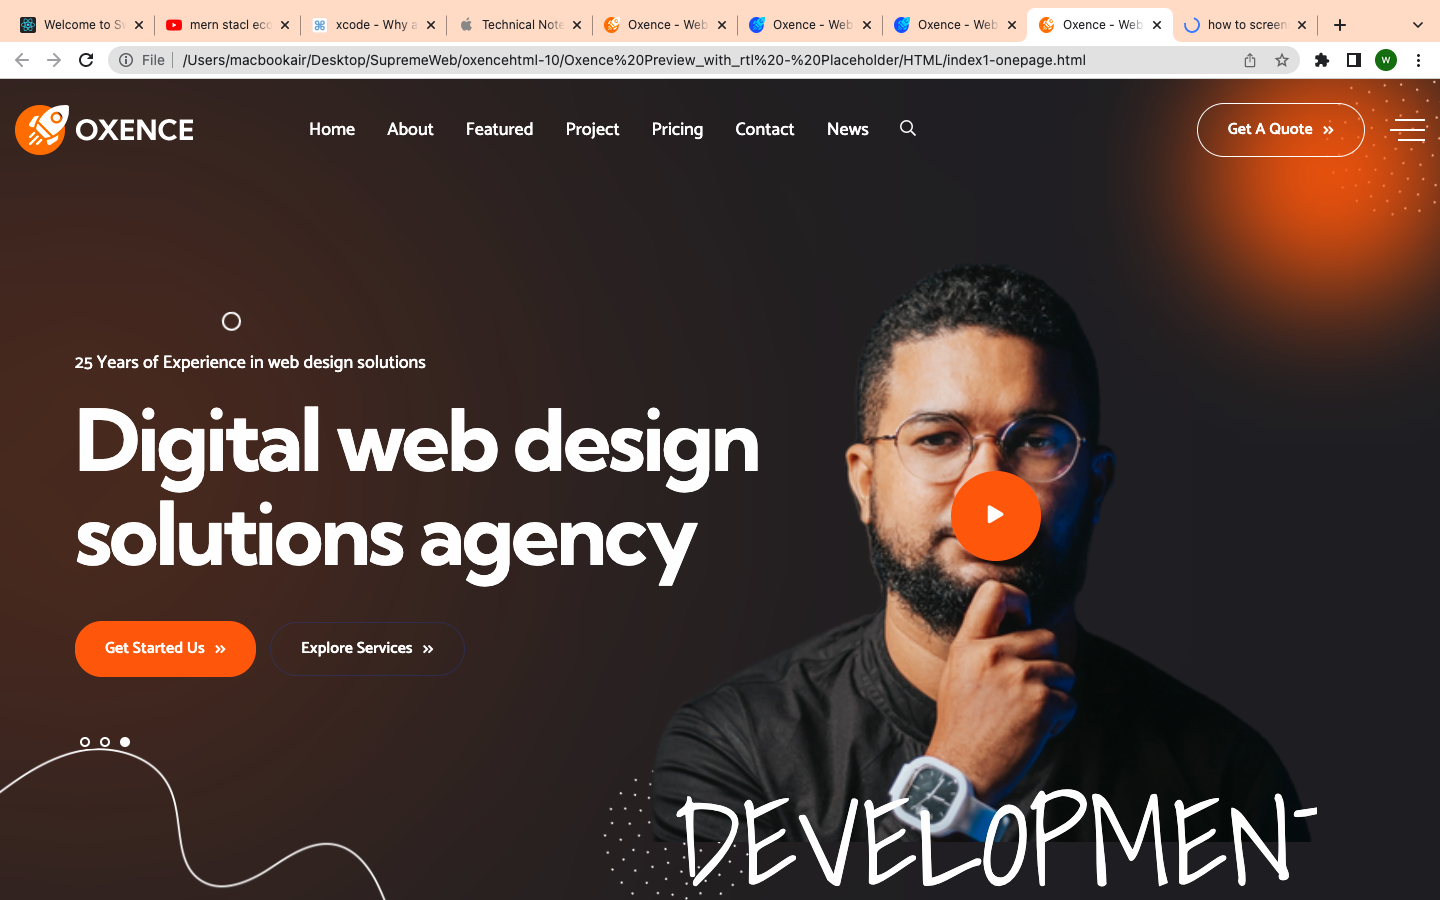 Welcome to Sv
mern stacl eco
xcode - Why a
Technical Note
Oxence - Web
Oxence - Web
Oxence - Web
Oxence - Web
how to screen
File
/Users/macbookair/Desktop/SupremeWeb/oxencehtml-10/Oxence%20Preview_with_rtl%20-%20Placeholder/HTML/index1-onepage.html
W
OXENCE
Home
About
Featured
Project
Pricing
Contact
News
Get A Quote »
25 Years of Experience in web design solutions
Digital web design
solutions agency
Get Started Us »
Explore Services »
DEVELOPMEN